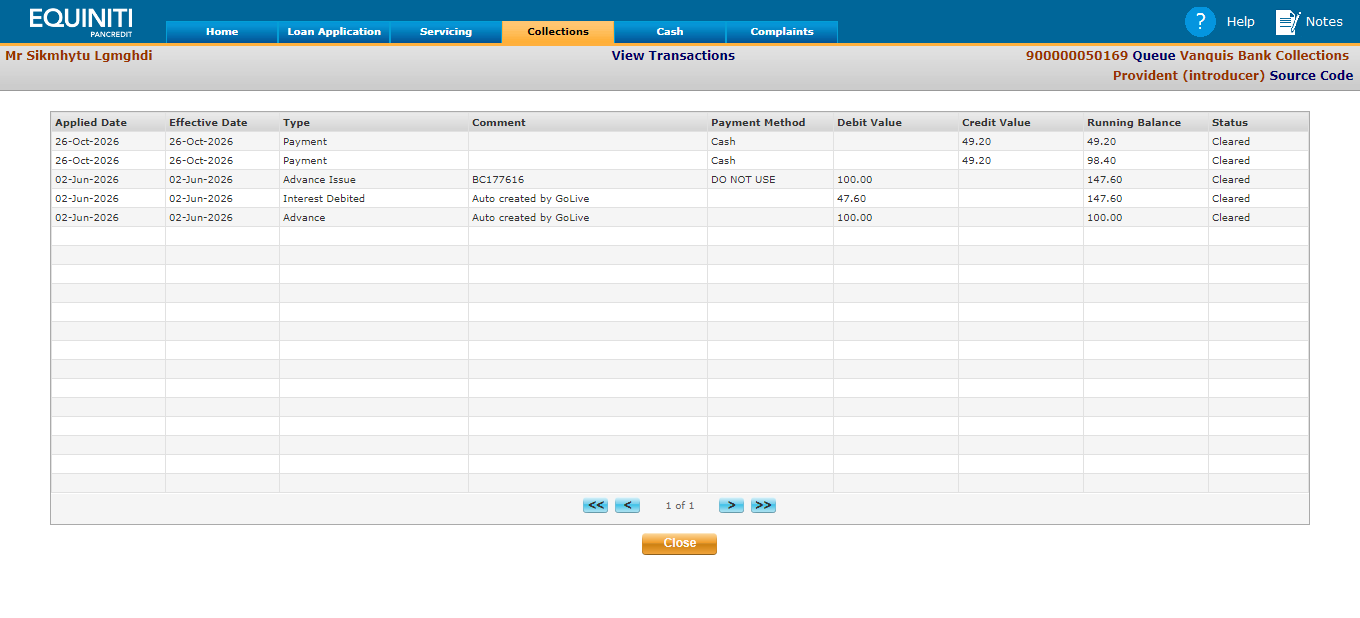 EQUINITI
PANCREDIT
Home Loan Application Servicing Collections Cash Complaints ? Help Notes
Mr Sikmhytu Lgmghdi View Transactions 900000050169 Queue Vanquis Bank Collections
Provident (introducer) Source Code
Applied Date Effective Date Type Comment Payment Method Debit Value Credit Value Running Balance Status
26-Oct-2026 26-Oct-2026 Payment Cash 49.20 49.20 Cleared
26-Oct-2026 26-Oct-2026 Payment Cash 49.20 98.40 Cleared
02-Jun-2026 02-Jun-2026 Advance Issue BC177616 DO NOT USE 100.00 147.60 Cleared
02-Jun-2026 02-Jun-2026 Interest Debited Auto created by GoLive 47.60 147.60 Cleared
02-Jun-2026 02-Jun-2026 Advance Auto created by GoLive 100.00 100.00 Cleared
<< < 1 of 1 > >>
Close